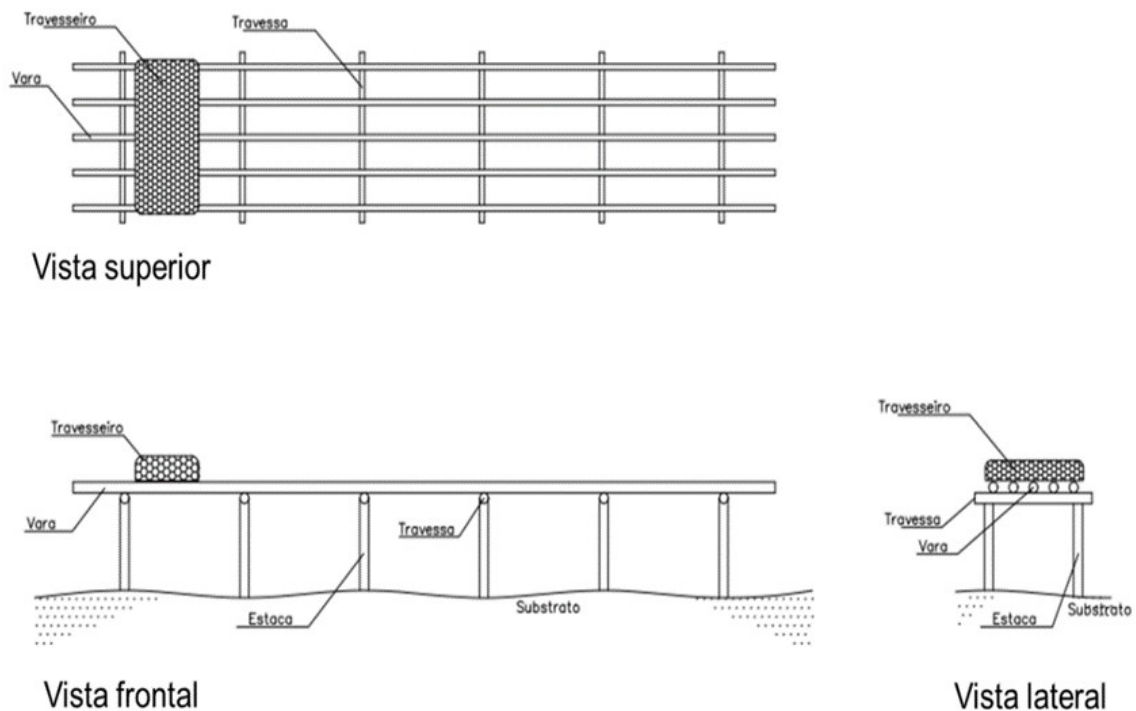 Travesseiro
Travessa
Vara
Vista superior
Travesseiro
Vara
Travessa
Estaca
Substrato
Vista frontal
Travesseiro
Travessa
Vara
Estaca
Substrato
Vista lateral